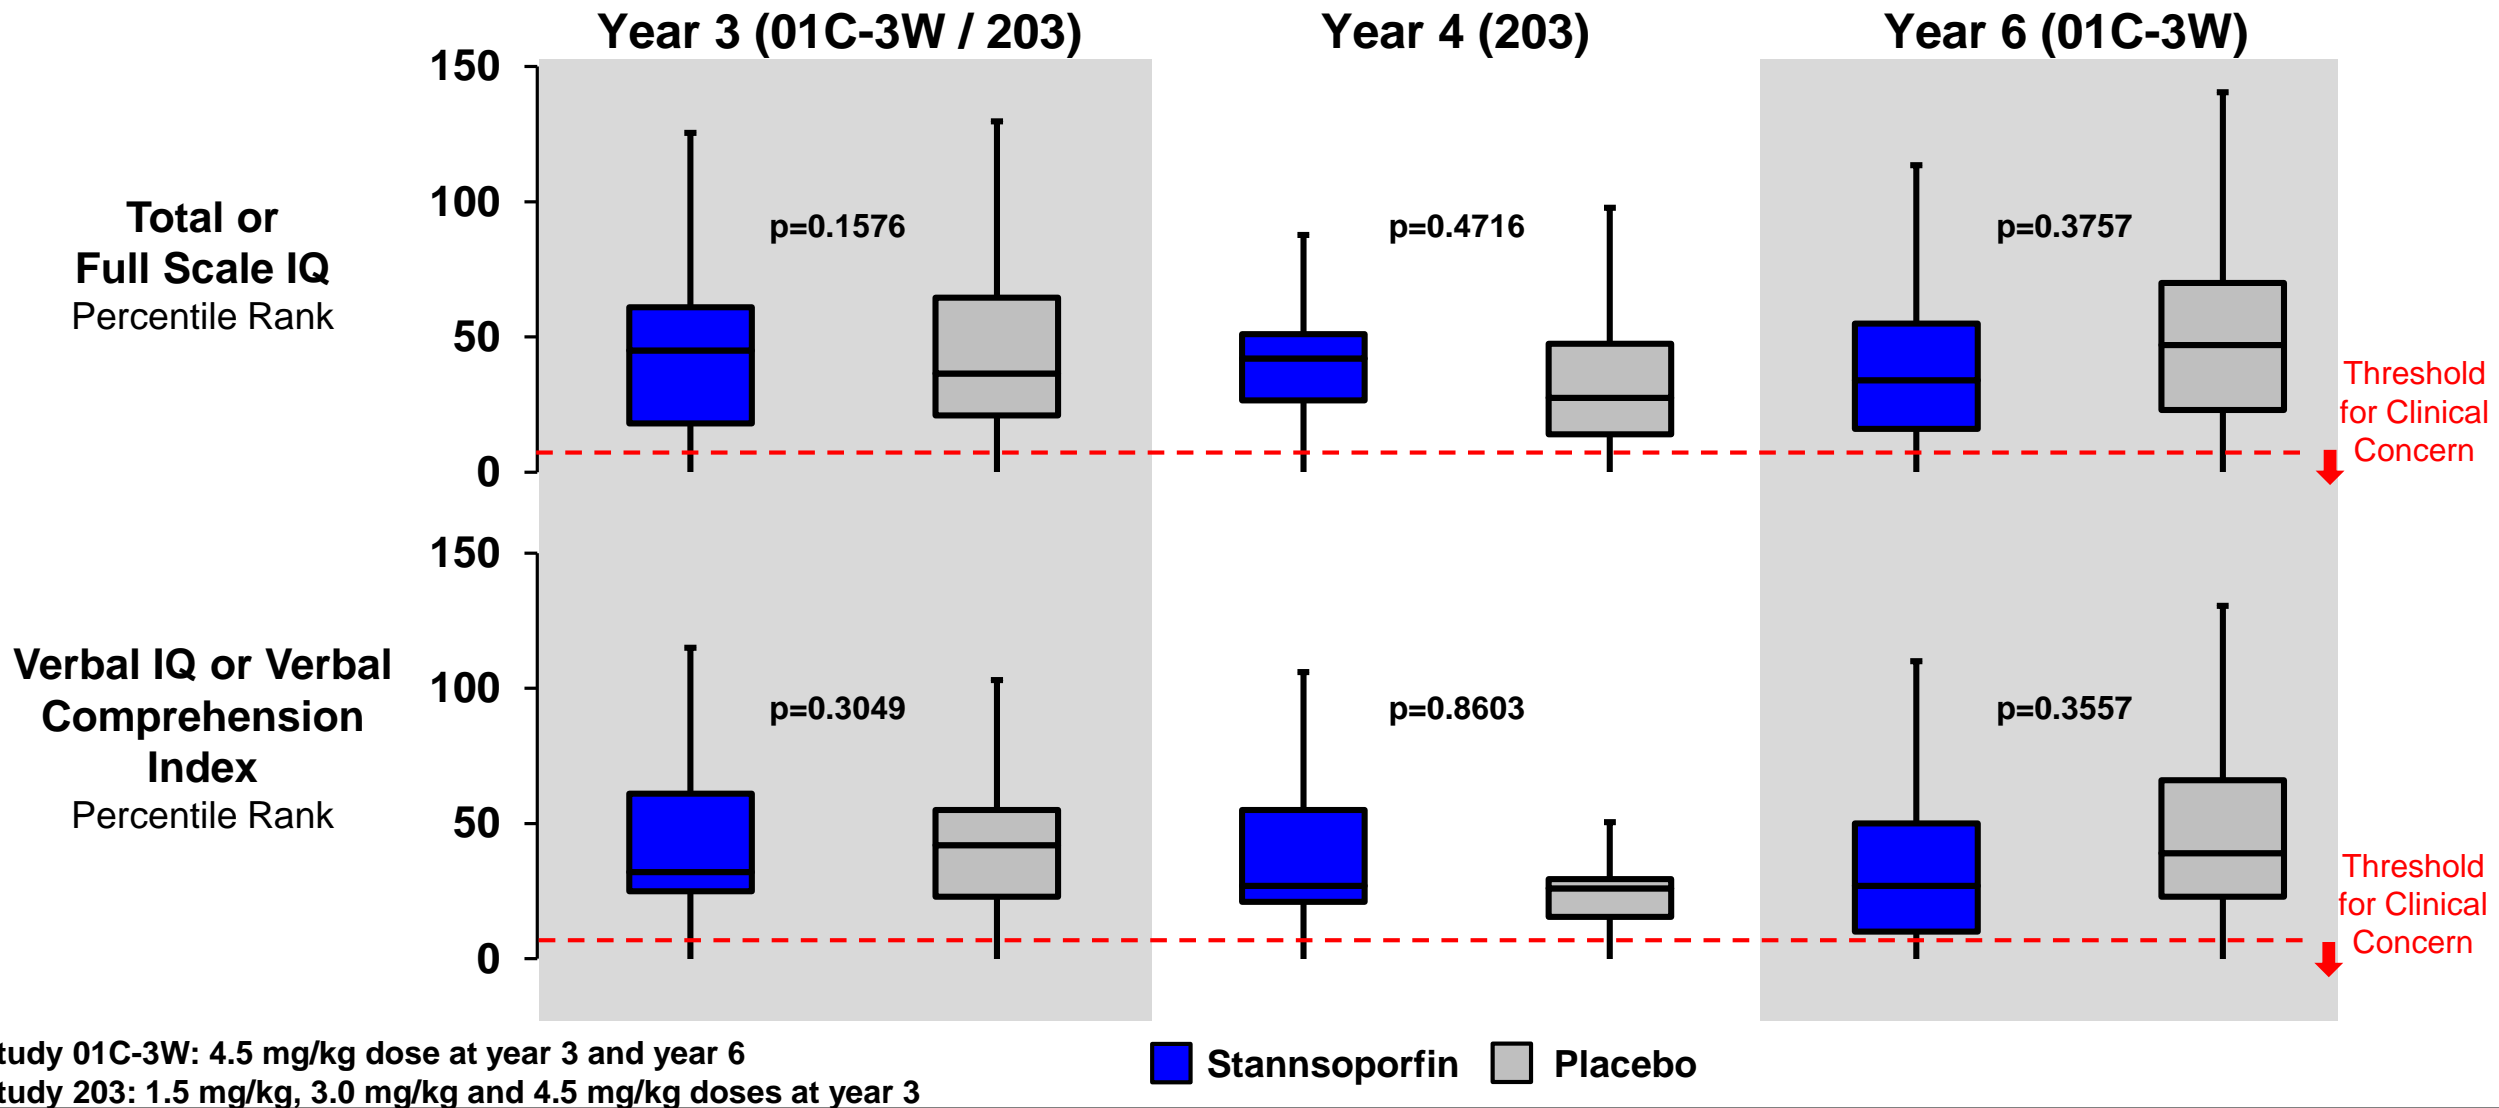 Year 3 (01C-3W / 203)
Year 4 (203)
Year 6 (01C-3W)
150
100
50
0
Total or
Full Scale IQ
Percentile Rank
p=0.1576
p=0.4716
p=0.3757
Threshold
for Clinical
Concern
150
100
50
0
Verbal IQ or Verbal
Comprehension
Index
Percentile Rank
p=0.3049
p=0.8603
p=0.3557
Threshold
for Clinical
Concern
tudy 01C-3W: 4.5 mg/kg dose at year 3 and year 6
tudy 203: 1.5 mg/kg, 3.0 mg/kg and 4.5 mg/kg doses at year 3
Stannsoporfin
Placebo